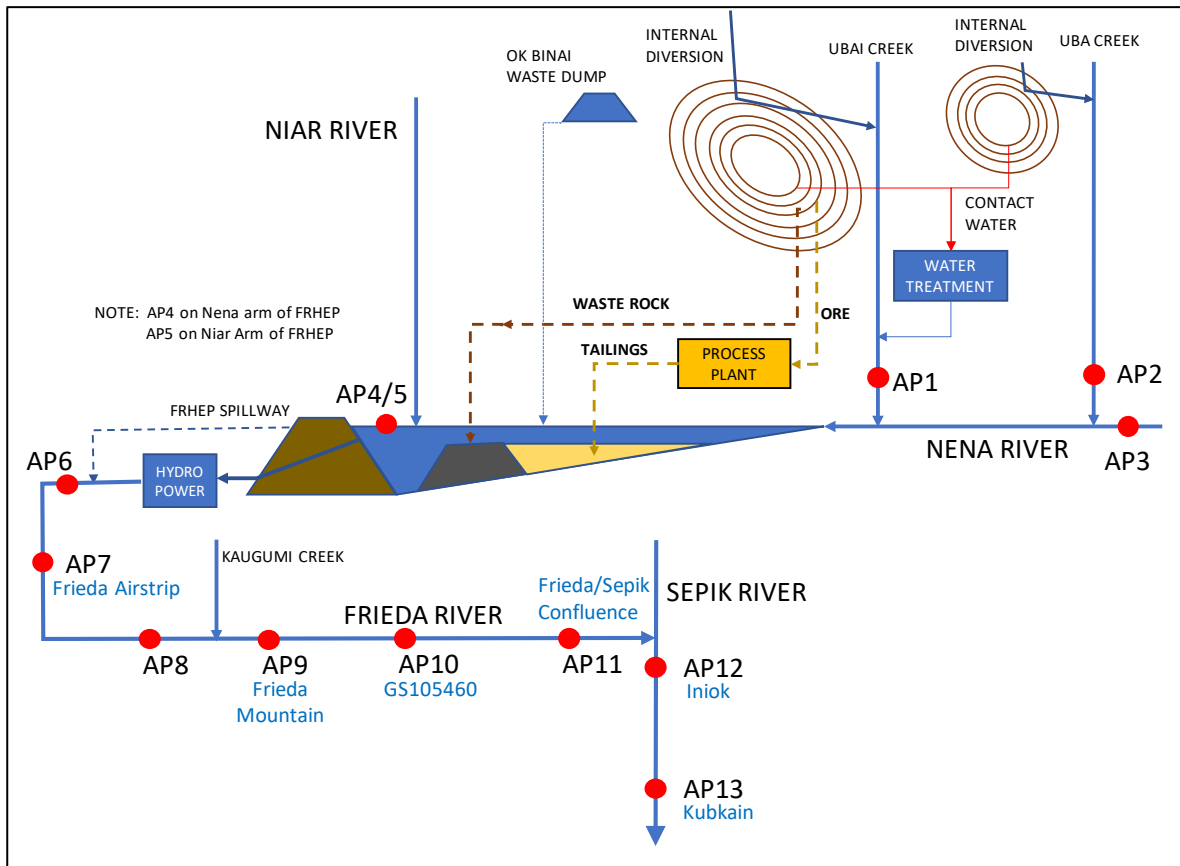 INTERNAL
DIVERSION
UBAI CREEK
INTERNAL
DIVERSION
UBA CREEK
OK BINAI
WASTE DUMP
NIAR RIVER
CONTACT
WATER
WATER
TREATMENT
NOTE: AP4 on Nena arm of FRHEP
AP5 on Niar Arm of FRHEP
WASTE ROCK
ORE
TAILINGS
PROCESS
PLANT
AP1
AP2
AP4/5
FRHEP SPILLWAY
NENA RIVER
AP3
AP6
HYDRO
POWER
AP7
Frieda Airstrip
KAUGUMI CREEK
FRIEDA RIVER
Frieda/Sepik
Confluence
SEPIK RIVER
AP8
AP9
Frieda
Mountain
AP10
GS105460
AP11
AP12
Iniok
AP13
Kubkain